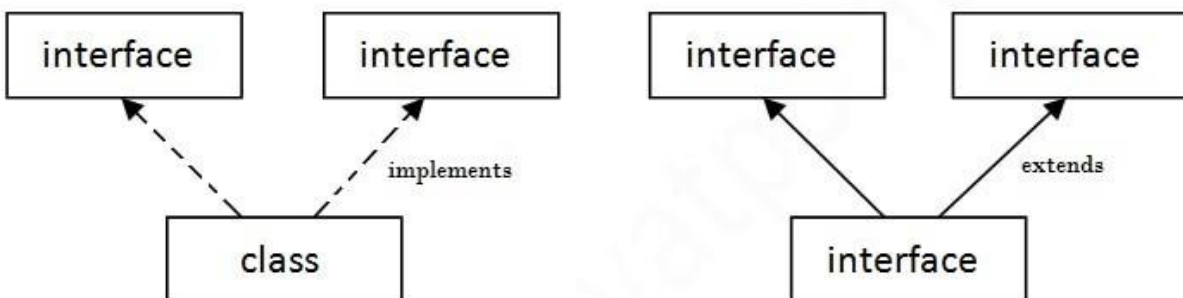 interface interface interface interface
implements extends
class interface